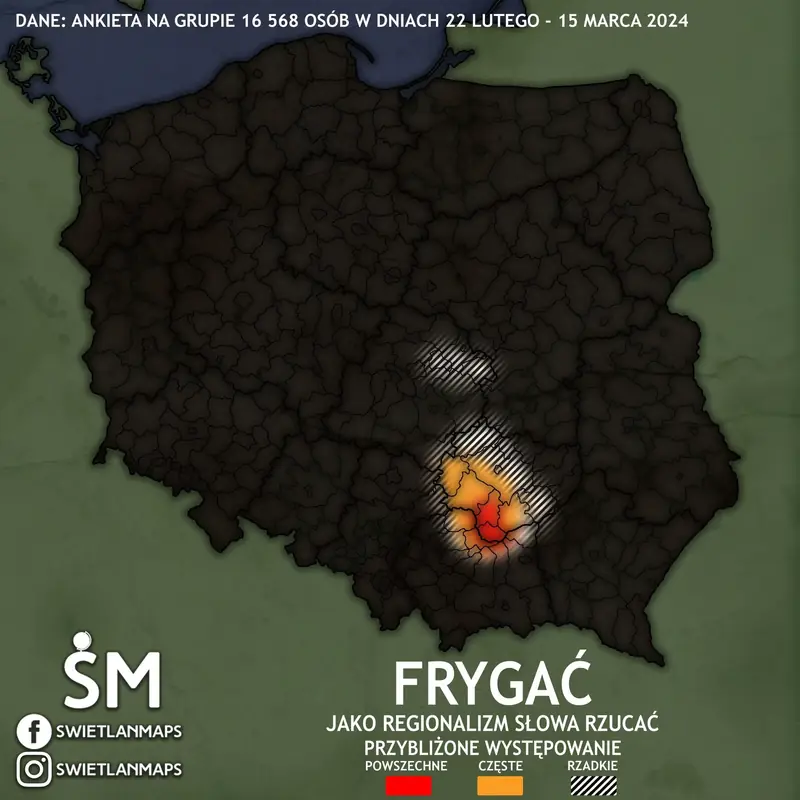 DANE: ANKIETA NA GRUPIE 16 568 OSÓB W DNIACH 22 LUTEGO - 15 MARCA 2024
ŚM
SWIETLANMAPS
SWIETLANMAPS
FRYGAĆ
JAKO REGIONALIZM SŁOWA RZUCAĆ
PRZYBLIŻONE WYSTĘPOWANIE
POWSZECHNE CZĘSTE RZADKIE